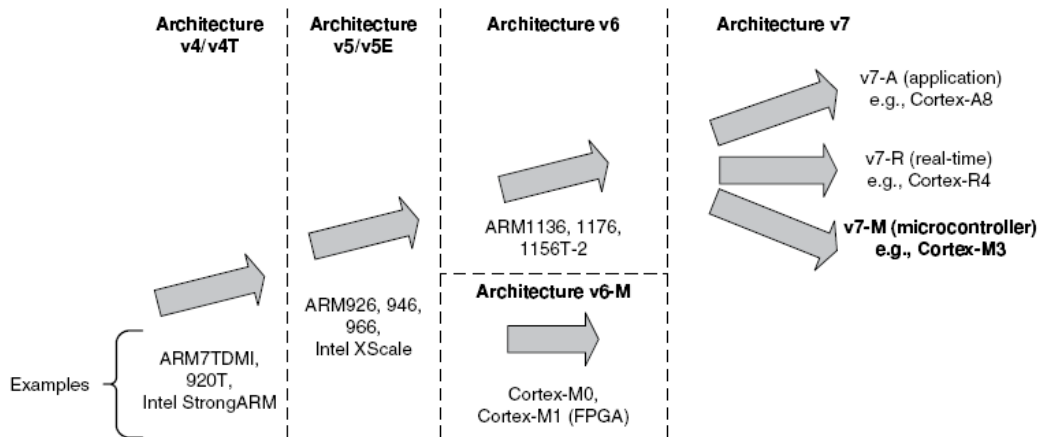 Architecture
v4/v4T
Architecture
v5/v5E
Architecture v6
Architecture v7
v7-A (application)
e.g., Cortex-A8
v7-R (real-time)
e.g., Cortex-R4
v7-M (microcontroller)
e.g., Cortex-M3
ARM1136, 1176,
1156T-2
Architecture v6-M
Cortex-M0,
Cortex-M1 (FPGA)
ARM926, 946,
966,
Intel XScale
Examples
ARM7TDMI,
920T,
Intel StrongARM